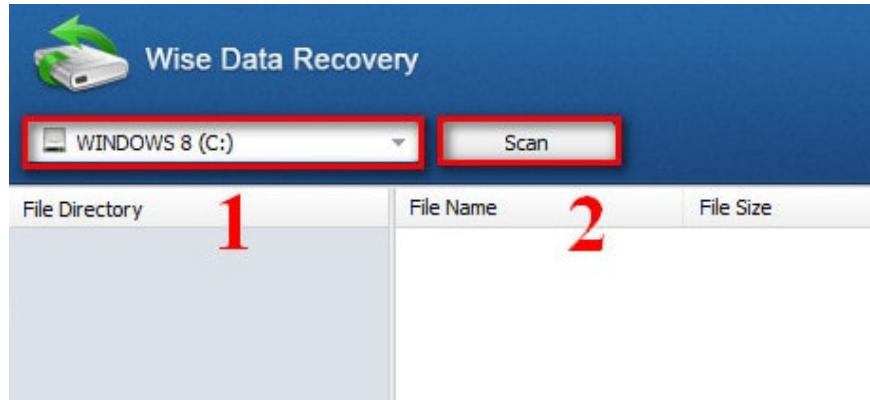 Wise Data Recovery
WINDOWS 8 (C:) Scan
File Directory File Name File Size
1 2